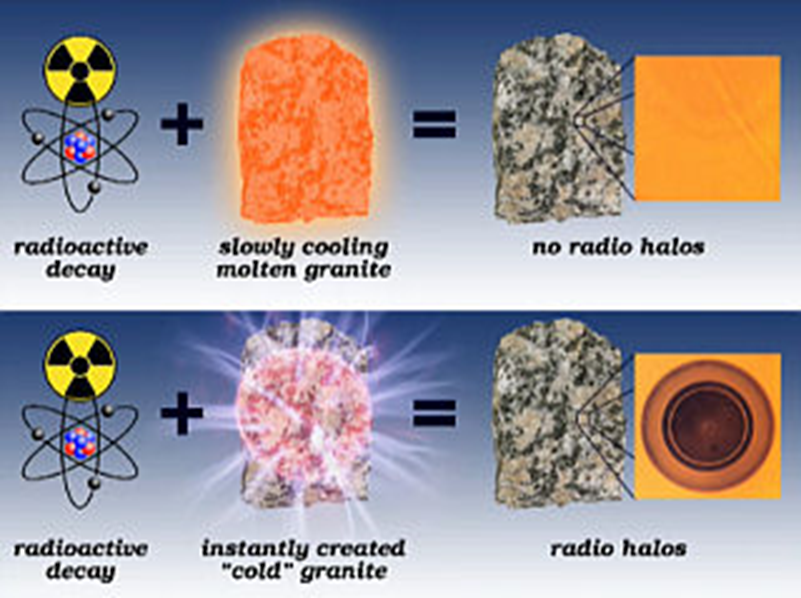 +
=
radioactive
decay
slowly cooling
molten granite
no radio halos
+
=
radioactive
decay
instantly created
"cold" granite
radio halos